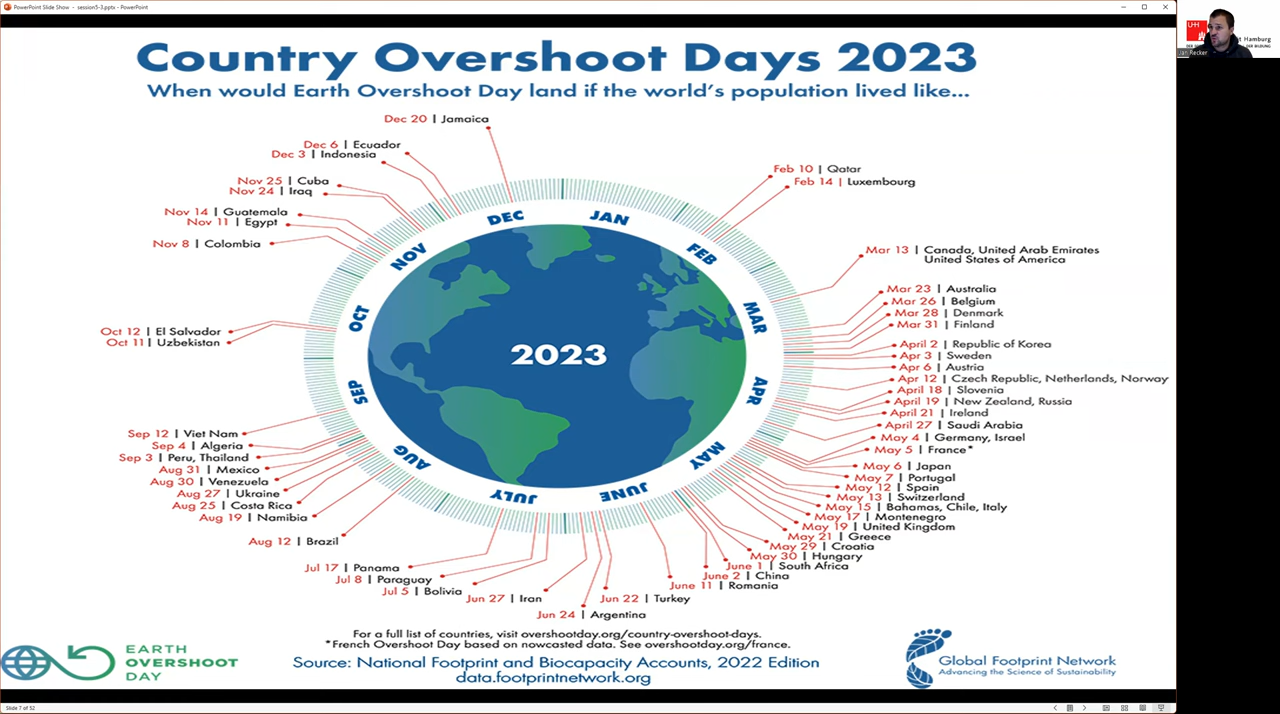 PowerPoint Slide Show - session5-3.pptx - PowerPoint
Country Overshoot Days 2023
When would Earth Overshoot Day land if the world's population lived like...
Dec 20 | Jamaica
Dec 6 | Ecuador
Dec 3 | Indonesia
Nov 25 | Cuba
Nov 24 | Iraq
Nov 14 | Guatemala
Nov 11 | Egypt
Nov 8 | Colombia
Oct 12 | El Salvador
Oct 11 | Uzbekistan
Sep 12 | Viet Nam
Sep 4 | Algeria
Sep 3 | Peru, Thailand
Aug 31 | Mexico
Aug 30 | Venezuela
Aug 27 | Ukraine
Aug 25 | Costa Rica
Aug 19 | Namibia
Aug 12 | Brazil
Jul 17 | Panama
Jul 8 | Paraguay
Jul 5 | Bolivia
Jun 27 | Iran
Jun 24 | Argentina
Jun 22 | Turkey
Feb 10 | Qatar
Feb 14 | Luxembourg
Mar 13 | Canada, United Arab Emirates
United States of America
Mar 23 | Australia
Mar 26 | Belgium
Mar 28 | Denmark
Mar 31 | Finland
April 2 | Republic of Korea
Apr 3 | Sweden
Apr 6 | Austria
Apr 12 | Czech Republic, Netherlands, Norway
April 18 | Slovenia
April 19 | New Zealand, Russia
April 21 | Ireland
April 27 | Saudi Arabia
May 4 | Germany, Israel
May 5 | France*
May 6 | Japan
May 7 | Portugal
May 12 | Spain
May 13 | Switzerland
May 15 | Bahamas, Chile, Italy
May 17 | Montenegro
May 19 | United Kingdom
May 21 | Greece
May 29 | Croatia
May 30 | Hungary
June 1 | South Africa
June 2 | China
June 11 | Romania
JAN
FEB
MAR
APR
MAY
JUNE
JULY
AUG
SEP
OCT
NOV
DEC
2023
For a full list of countries, visit overshootday.org/country-overshoot-days.
*French Overshoot Day based on nowcasted data. See overshootday.org/france.
Source: National Footprint and Biocapacity Accounts, 2022 Edition
data.footprintnetwork.org
EARTH
OVERSHOOT
DAY
Global Footprint Network
Advancing the Science of Sustainability
Slide 7 of 52
UHH
Hamburg
DER BILDUNG
Jan Recker